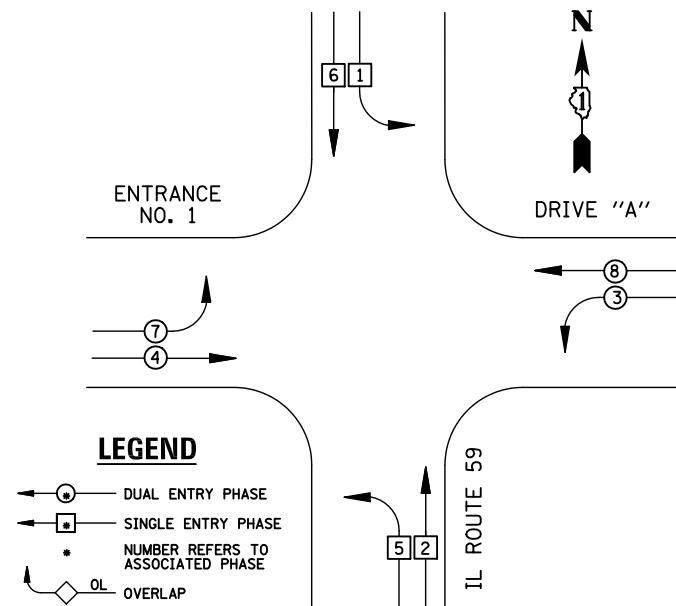 N
1
6 1
ENTRANCE
NO. 1
DRIVE "A"
8
3
7
4
LEGEND
* DUAL ENTRY PHASE
* SINGLE ENTRY PHASE
* NUMBER REFERS TO
ASSOCIATED PHASE
OL OVERLAP
5 2
IL ROUTE 59